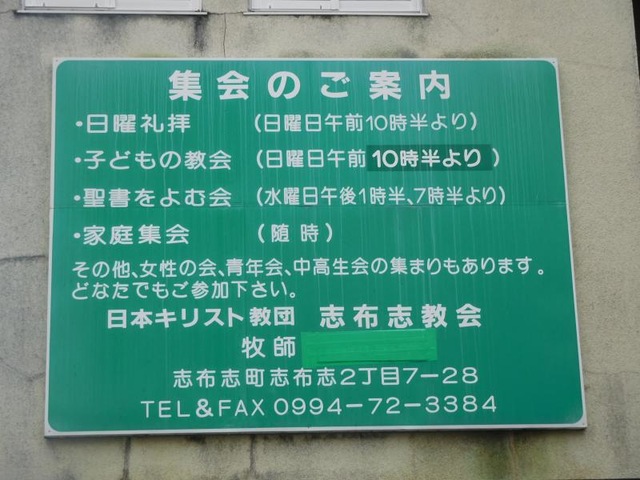 集会のご案内
・日曜礼拝 (日曜日午前10時半より)
・子どもの教会 (日曜日午前10時半より)
・聖書をよむ会 (水曜日午後1時半、7時半より)
・家庭集会 (随時)
その他、女性の会、青年会、中高生会の集まりもあります。
どなたでもご参加下さい。
日本キリスト教団 志布志教会
牧師
志布志町志布志2丁目7-28
TEL&FAX 0994-72-3384